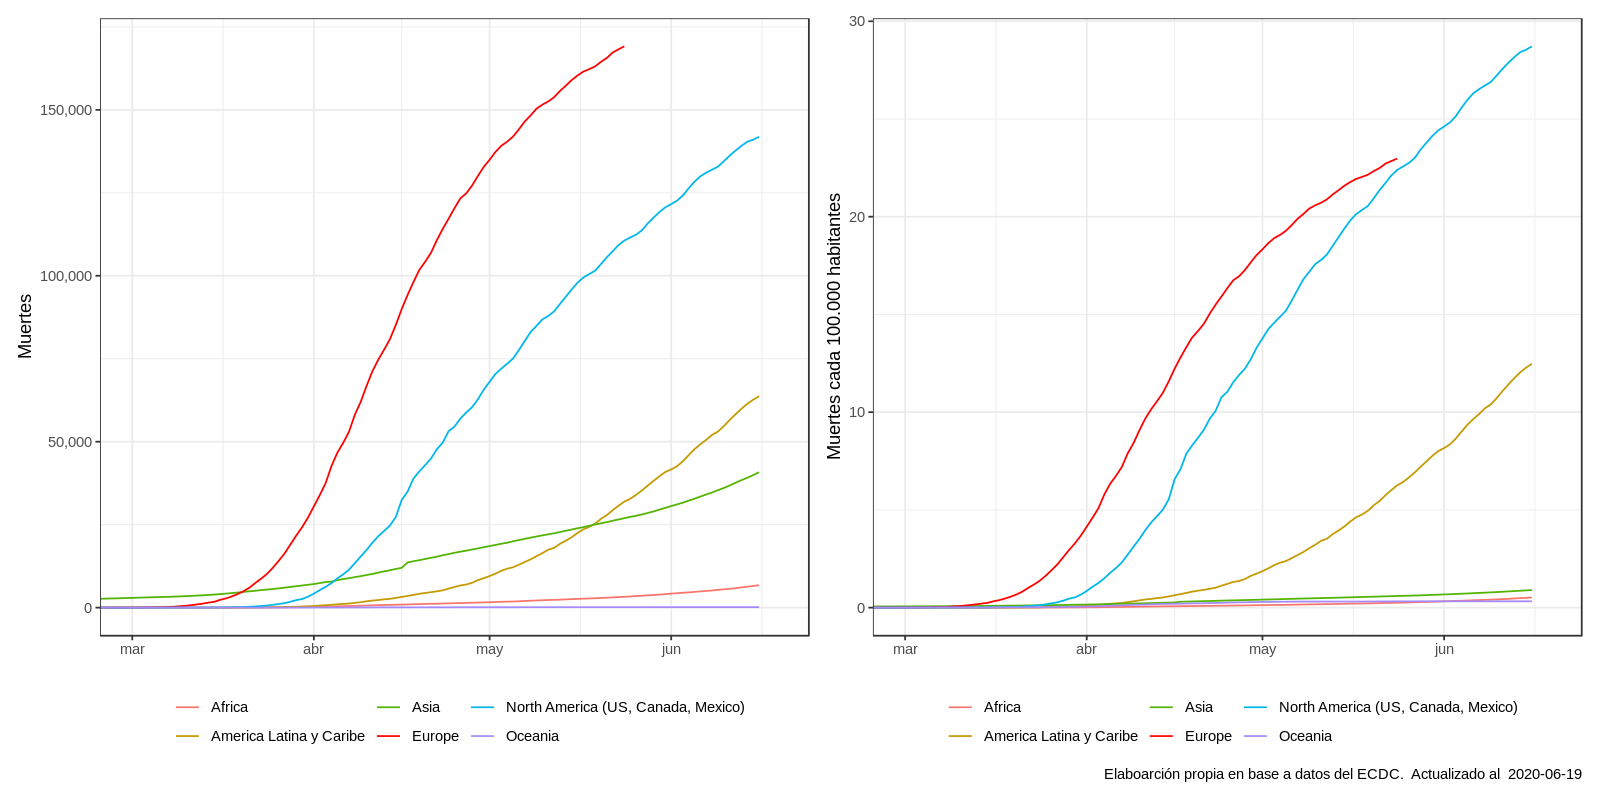 150,000
100,000
50,000
0
Muertes
mar
abr
may
jun
Africa
Asia
North America (US, Canada, Mexico)
America Latina y Caribe
Europe
Oceania
30
20
10
0
Muertes cada 100.000 habitantes
mar
abr
may
jun
Africa
Asia
North America (US, Canada, Mexico)
America Latina y Caribe
Europe
Oceania
Elaboarción propia en base a datos del ECDC.  Actualizado al  2020-06-19